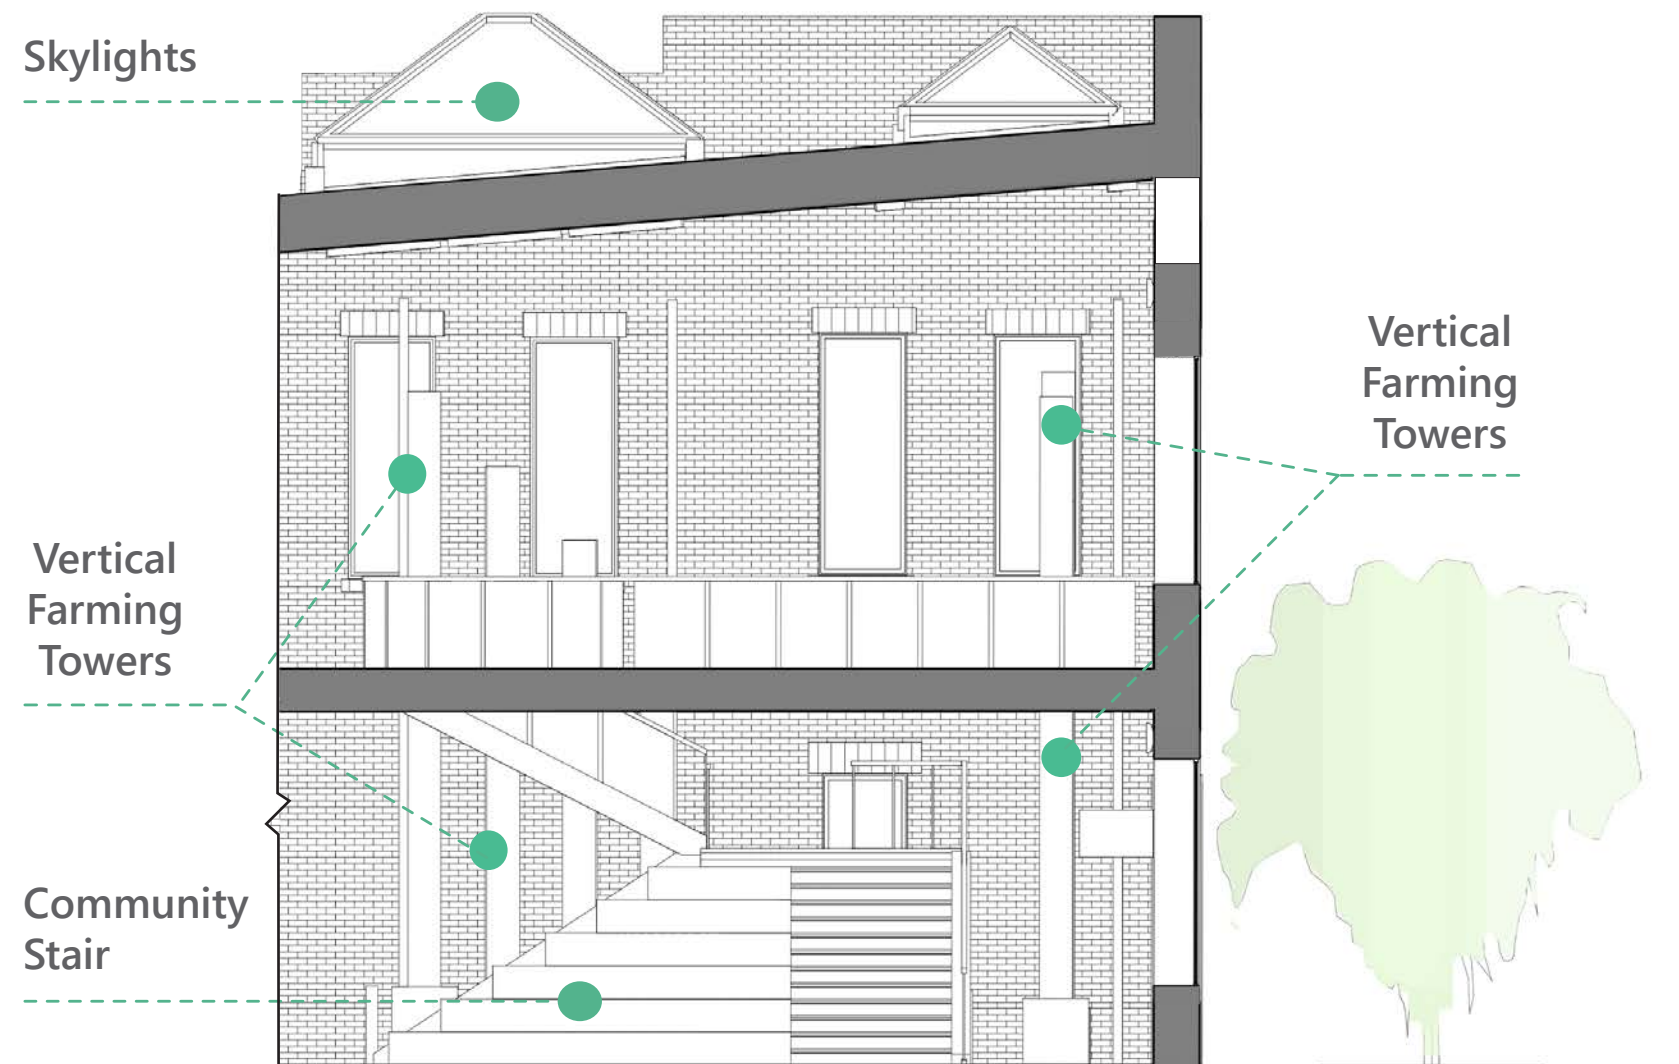 Skylights
Vertical
Farming
Towers
Vertical
Farming
Towers
Community
Stair